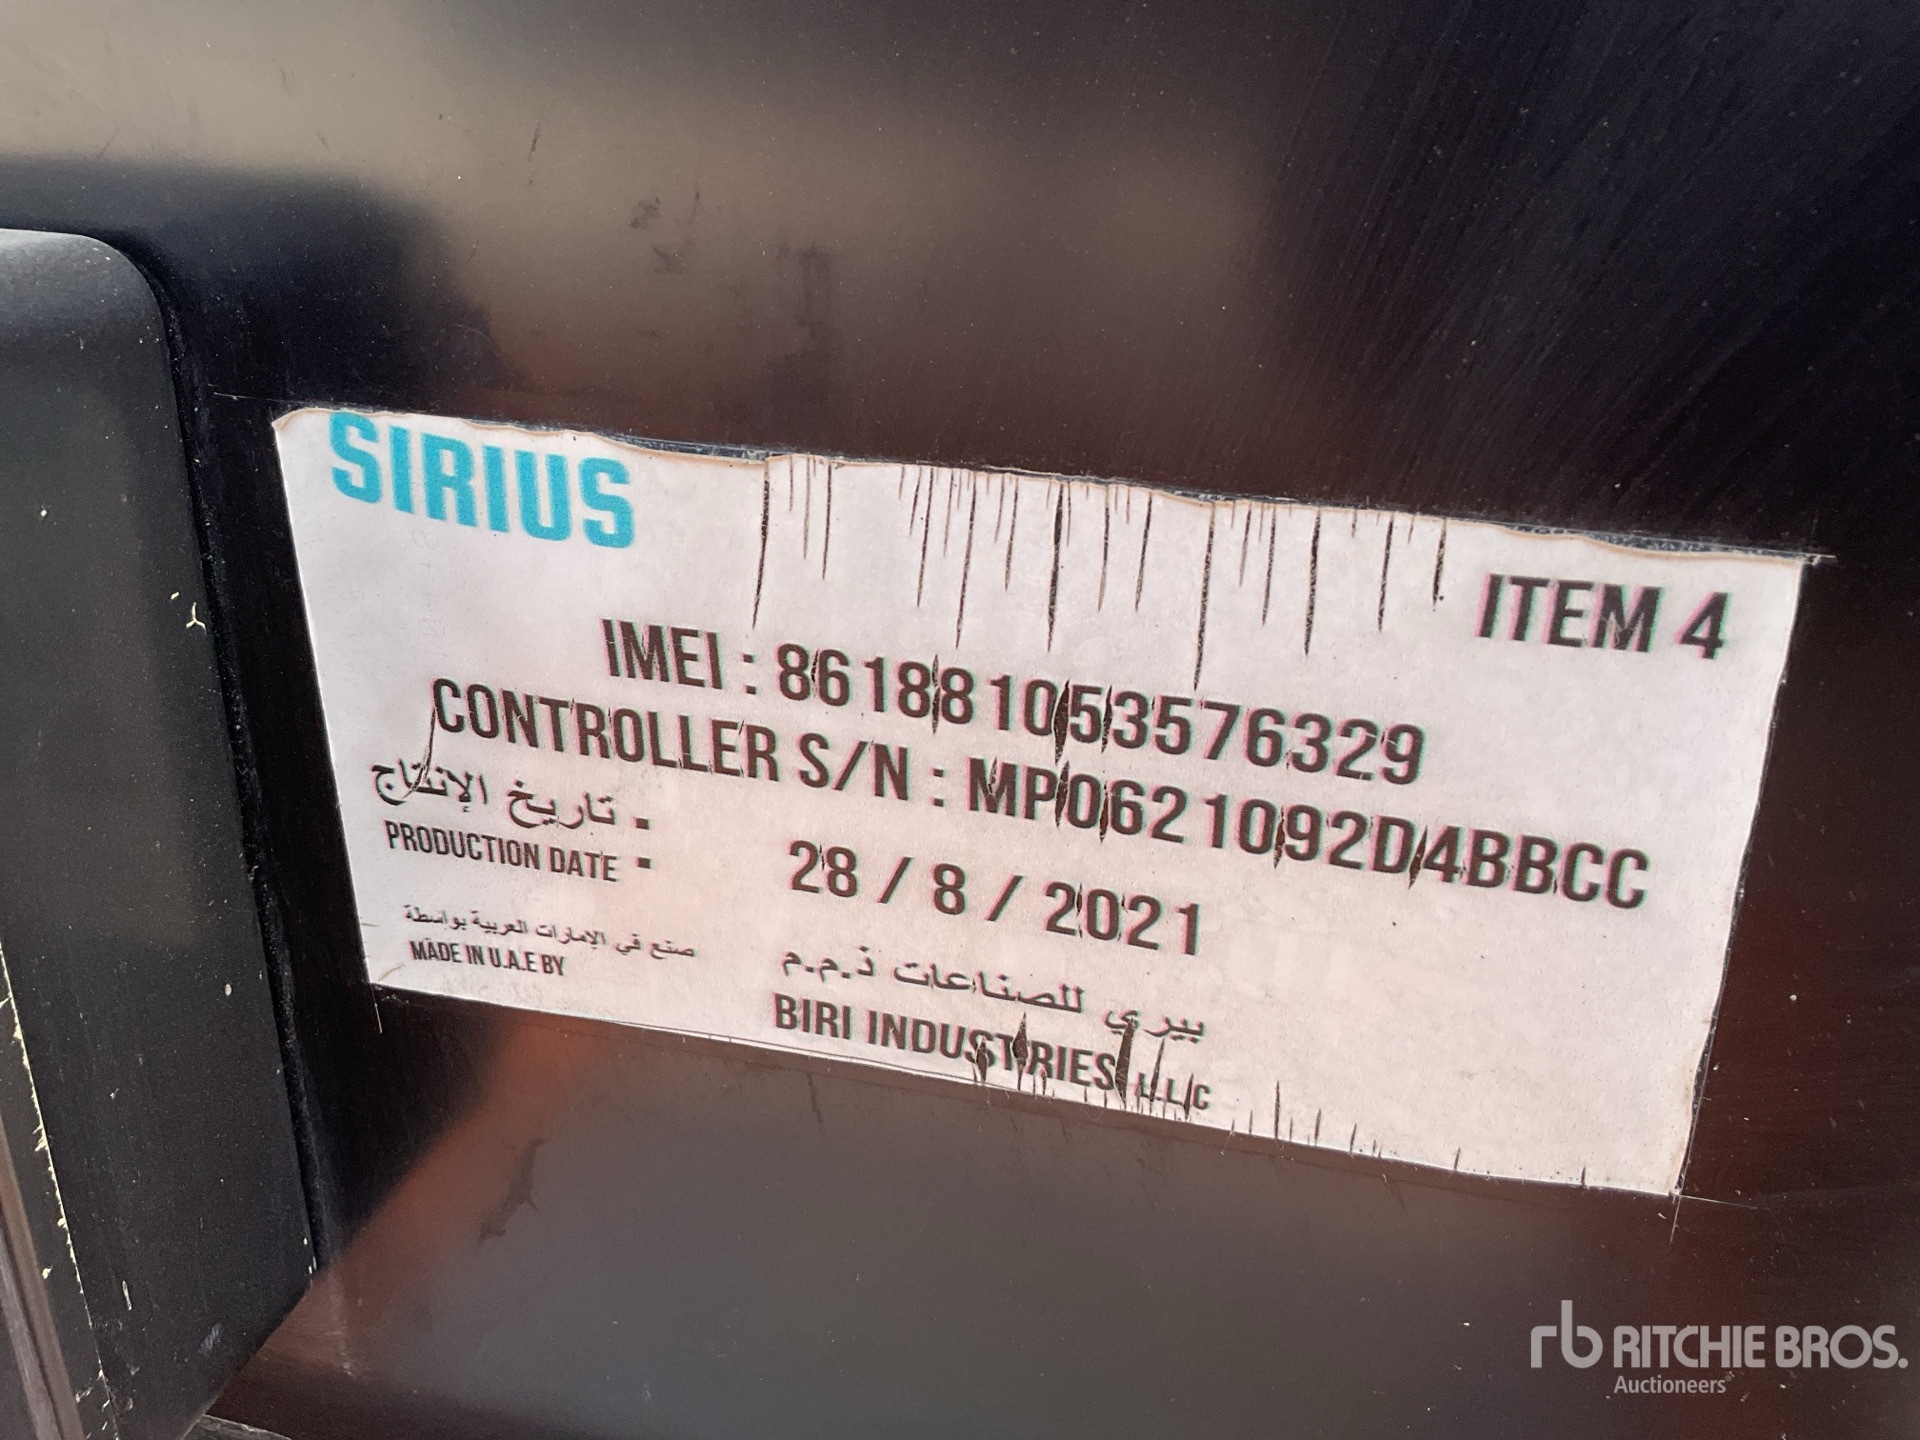 SIRIUS
ITEM 4
IMEI : 861881053576329
CONTROLLER S/N : MP0621092D4BBCC
تاريخ الإنتاج :
PRODUCTION DATE :
28 / 8 / 2021
صنع في الإمارات العربية بواسطة
MADE IN U.A.E BY
بيري للصناعات ذ.م.م
BIRI INDUSTRIES L.L.C
rb RITCHIE BROS.
Auctioneers